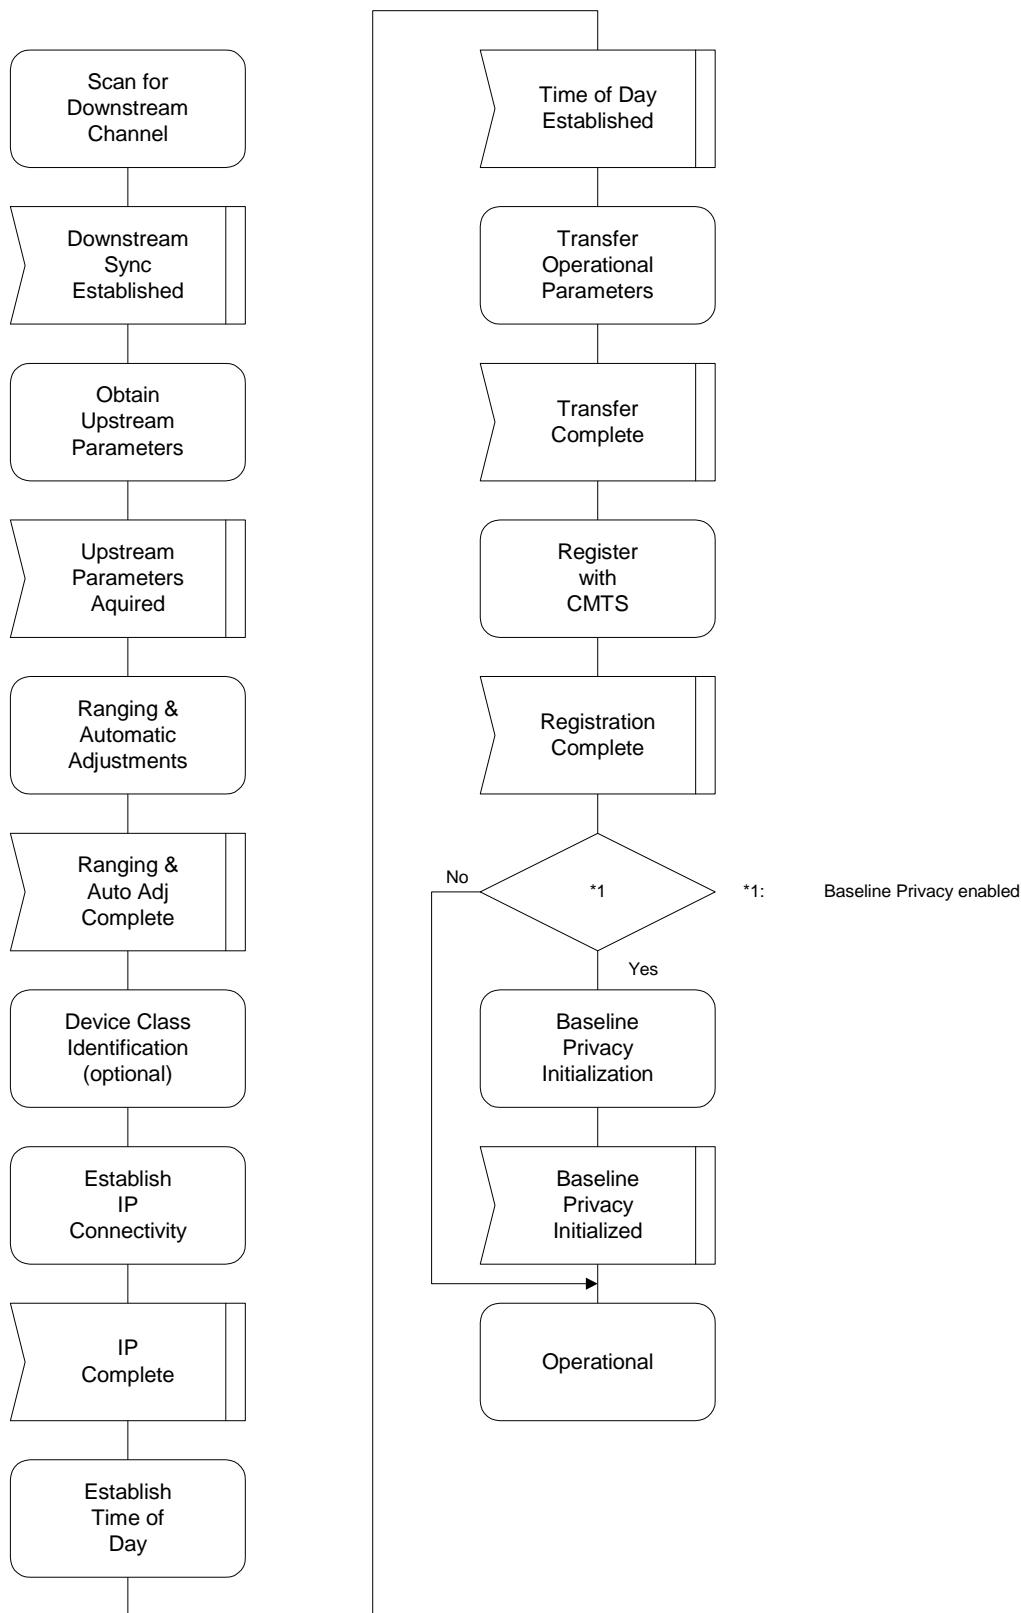 Scan for
Downstream
Channel
Downstream
Sync
Established
Obtain
Upstream
Parameters
Upstream
Parameters
Aquired
Ranging &
Automatic
Adjustments
Ranging &
Auto Adj
Complete
Device Class
Identification
(optional)
Establish
IP
Connectivity
IP
Complete
Establish
Time of
Day
Time of Day
Established
Transfer
Operational
Parameters
Transfer
Complete
Register
with
CMTS
Registration
Complete
No
*1
*1: Baseline Privacy enabled
Yes
Baseline
Privacy
Initialization
Baseline
Privacy
Initialized
Operational